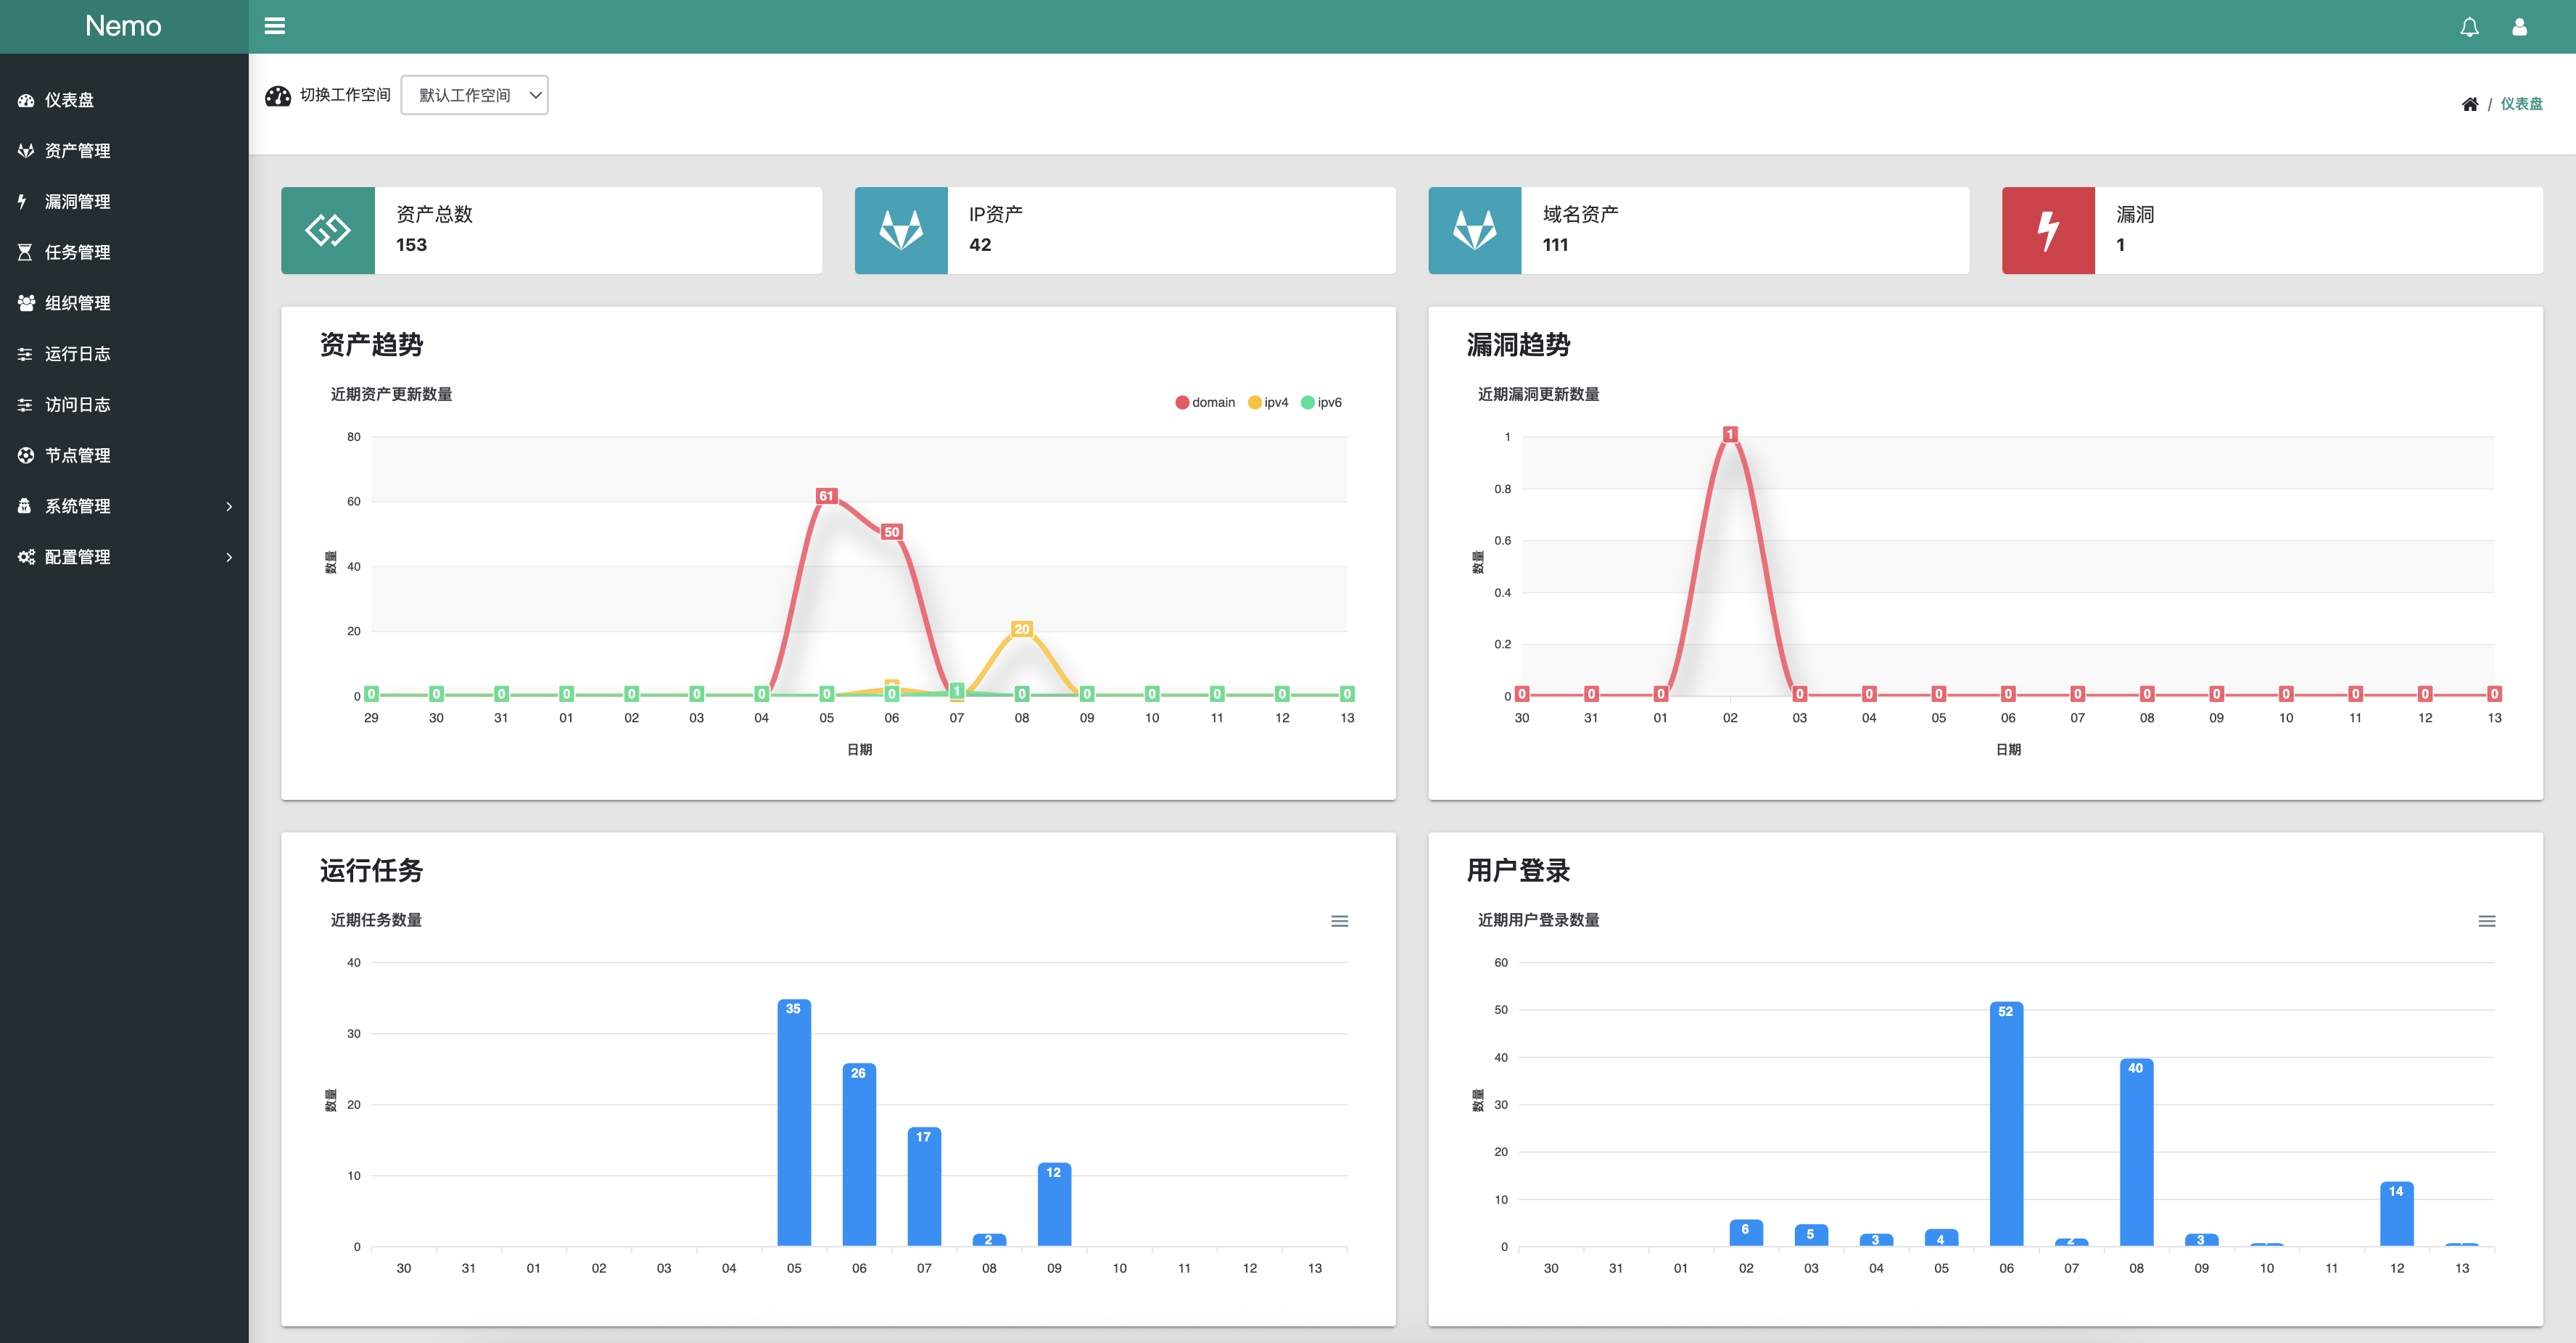 Nemo
仪表盘
资产管理
漏洞管理
任务管理
组织管理
运行日志
访问日志
节点管理
系统管理
配置管理
切换工作空间 默认工作空间
/ 仪表盘
资产总数
153
IP资产
42
域名资产
111
漏洞
1
资产趋势
近期资产更新数量
domain ipv4 ipv6
80
60
40
20
0
数量
61
50
20
0 0 0 0 0 0 0 0 0 1 0 0 0 0 0 0
29 30 31 01 02 03 04 05 06 07 08 09 10 11 12 13
日期
漏洞趋势
近期漏洞更新数量
1
0.8
0.6
0.4
0.2
0
数量
1
0 0 0 0 0 0 0 0 0 0 0 0 0 0
30 31 01 02 03 04 05 06 07 08 09 10 11 12 13
日期
运行任务
近期任务数量
40
30
20
10
0
数量
35 26 17 2 12
30 31 01 02 03 04 05 06 07 08 09 10 11 12 13
用户登录
近期用户登录数量
60
50
40
30
20
10
0
数量
6 5 3 4 52 2 40 3 14
30 31 01 02 03 04 05 06 07 08 09 10 11 12 13